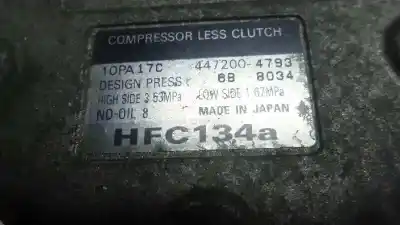 COMPRESSOR LESS CLUTCH
10PA17C 447200-4793
DESIGN PRESS 6B 8034
HIGH SIDE 3.53MPa LOW SIDE 1.67MPa
ND-OIL 8 MADE IN JAPAN
HFC134a